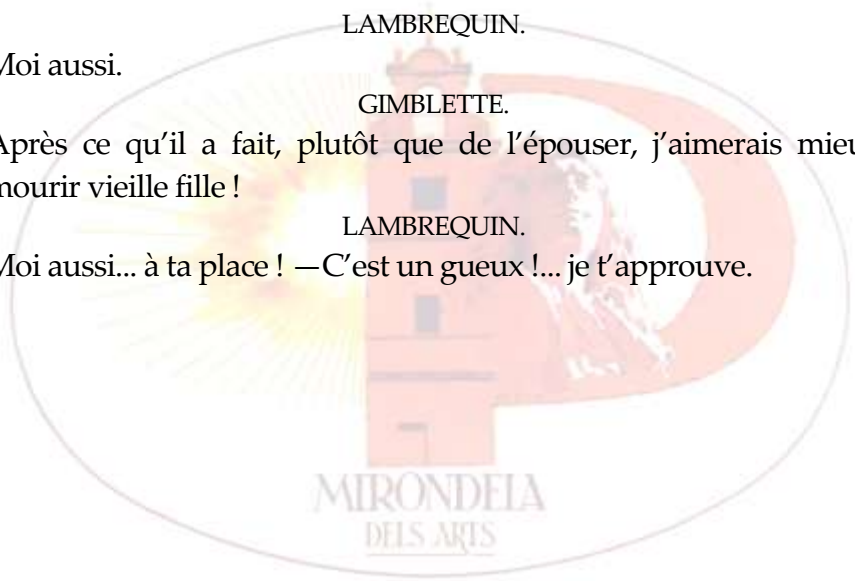 LAMBREQUIN.
Moi aussi.
GIMBLETTE.
Après ce qu'il a fait, plutôt que de l'épouser, j'aimerais mieu
mourir vieille fille !
LAMBREQUIN.
Moi aussi... à ta place ! —C'est un gueux !... je t'approuve.
MIRONDELA
DELS ARTS